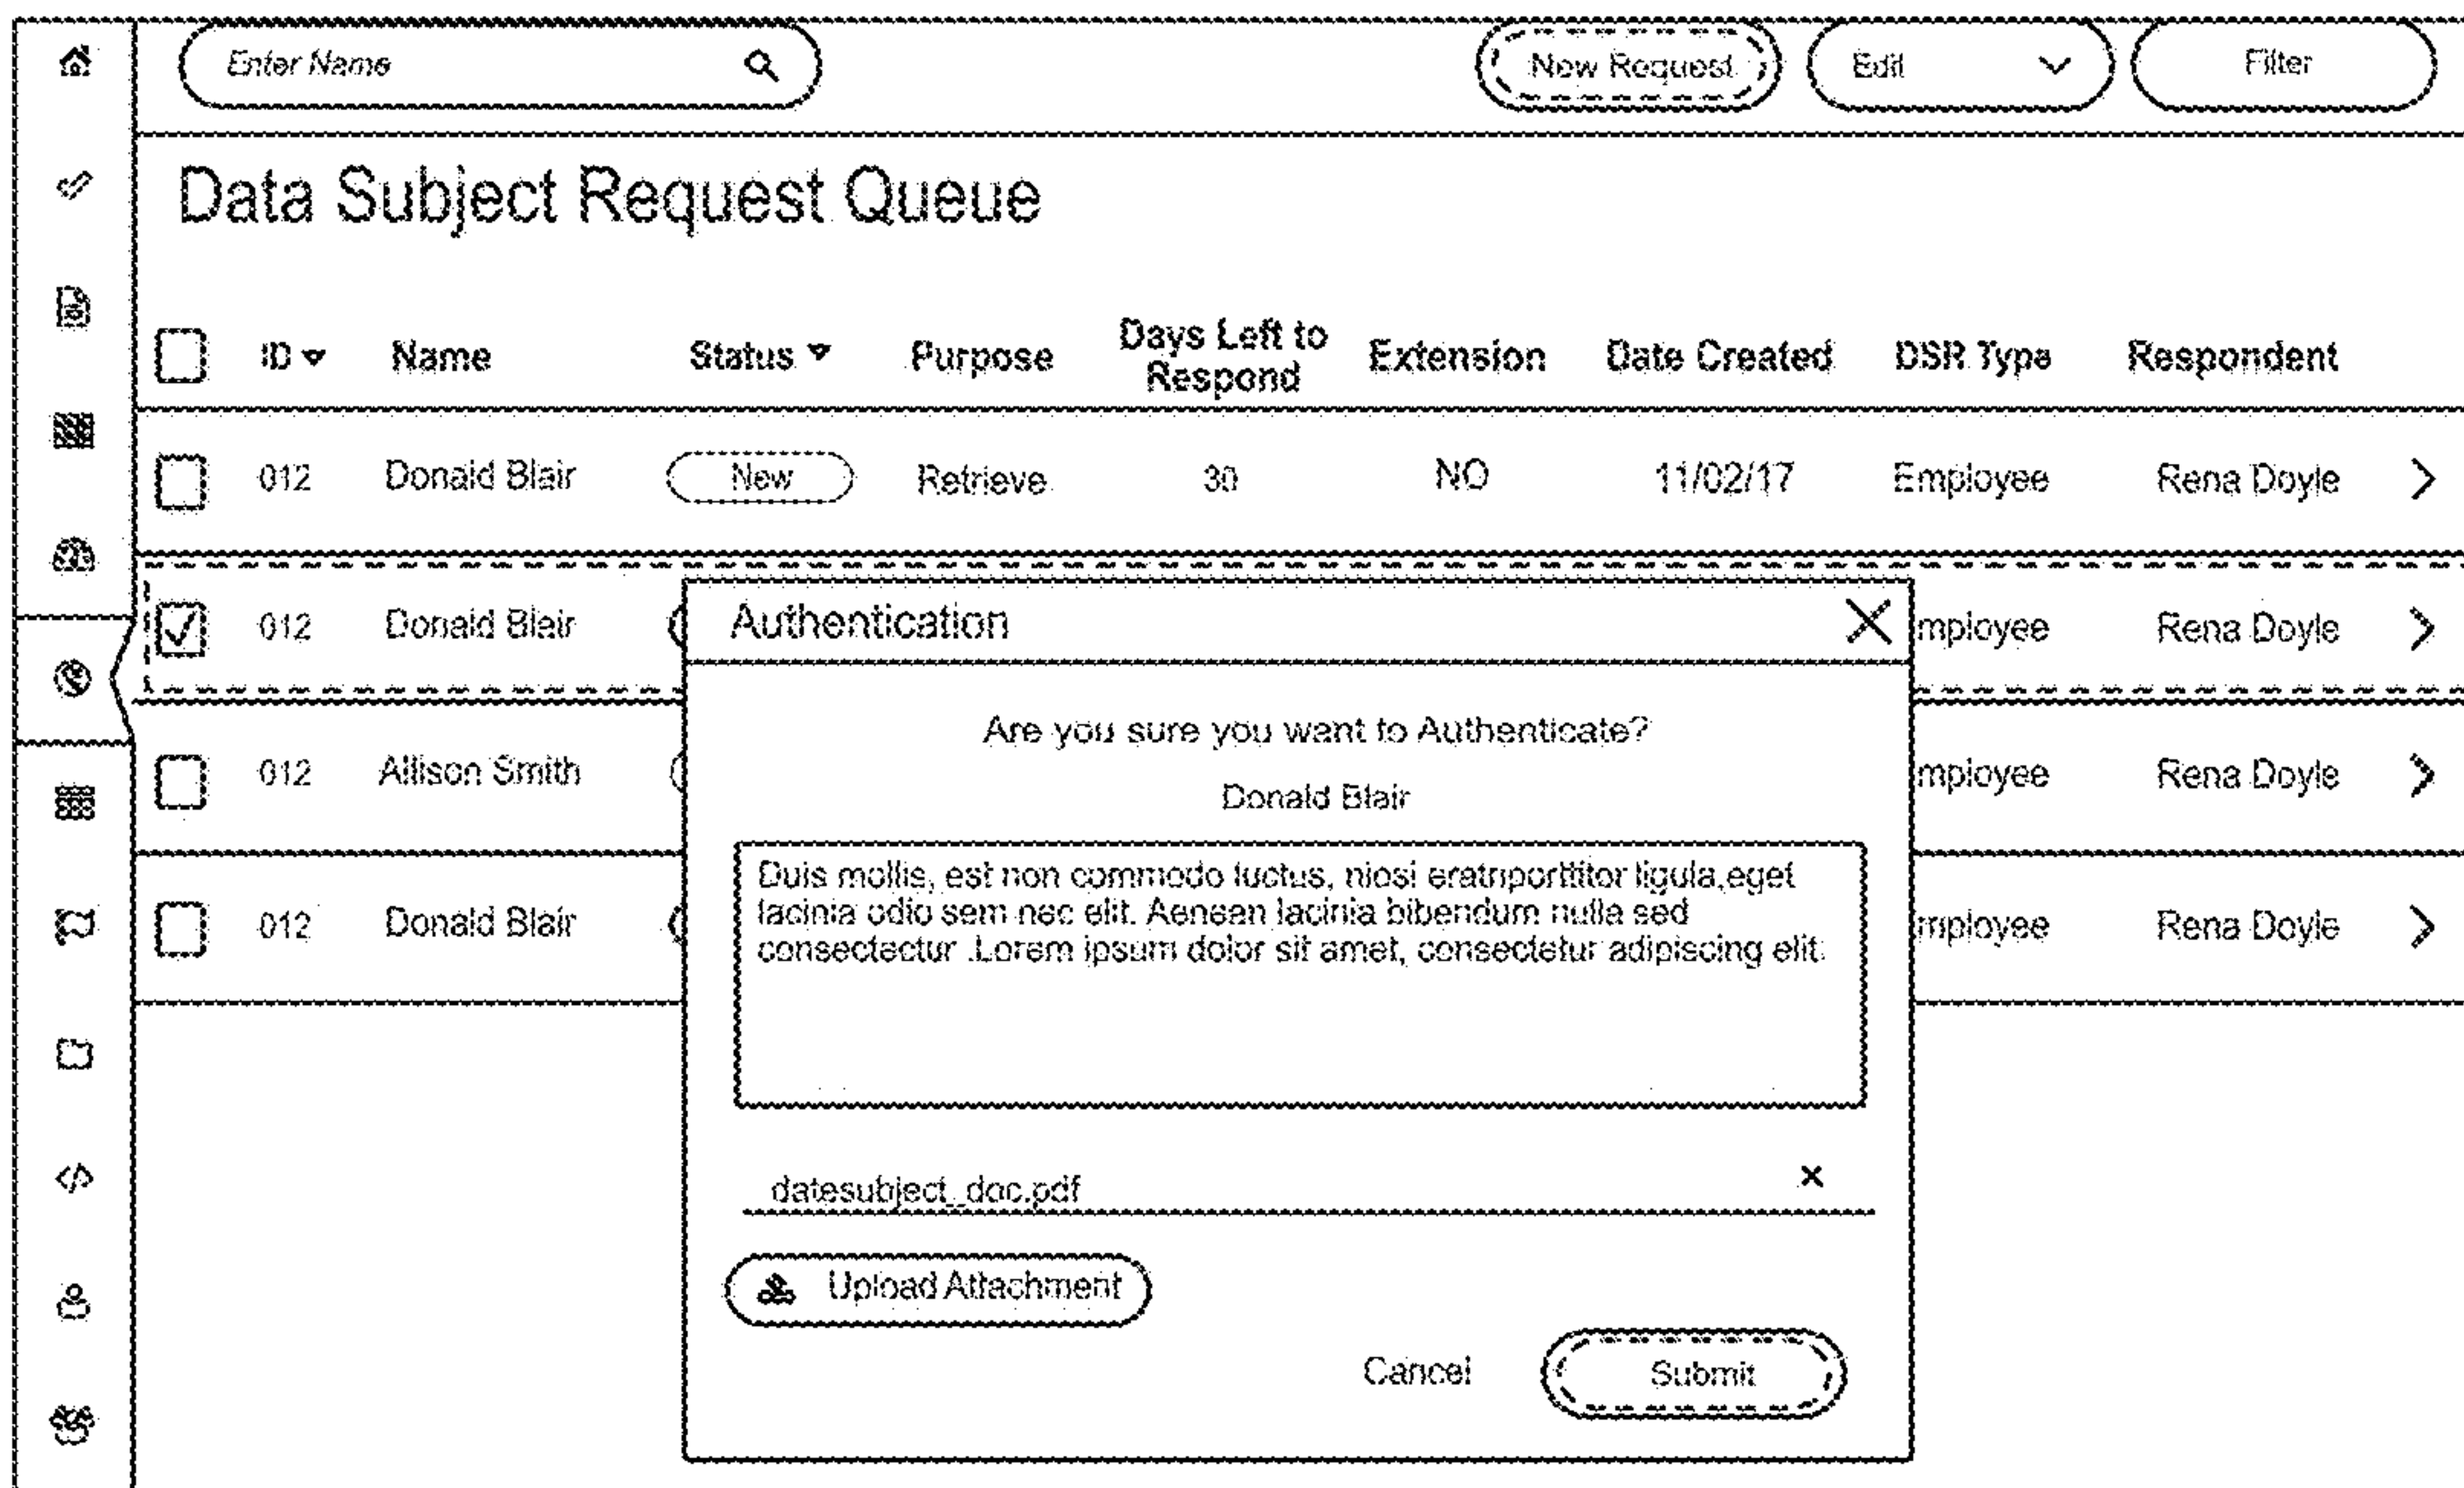 Enter Name
New Request
Edit
Filter
Data Subject Request Queue
ID Name Status Purpose Days Left to Respond Extension Date Created DSR Type Respondent
012 Donald Blair New Retrieve 30 NO 11/02/17 Employee Rena Doyle
012 Donald Blair mployee Rena Doyle
012 Allison Smith mployee Rena Doyle
012 Donald Blair mployee Rena Doyle
Authentication
Are you sure you want to Authenticate?
Donald Blair
Duis mollis, est non commodo luctus, niosi eratnporttitor ligula,eget
lacinia odio sem nec elit. Aenean lacinia bibendum nulla sed
consectectur .Lorem ipsum dolor sit amet, consectetur adipiscing elit.
datesubject_doc.pdf
Upload Attachment
Cancel
Submit